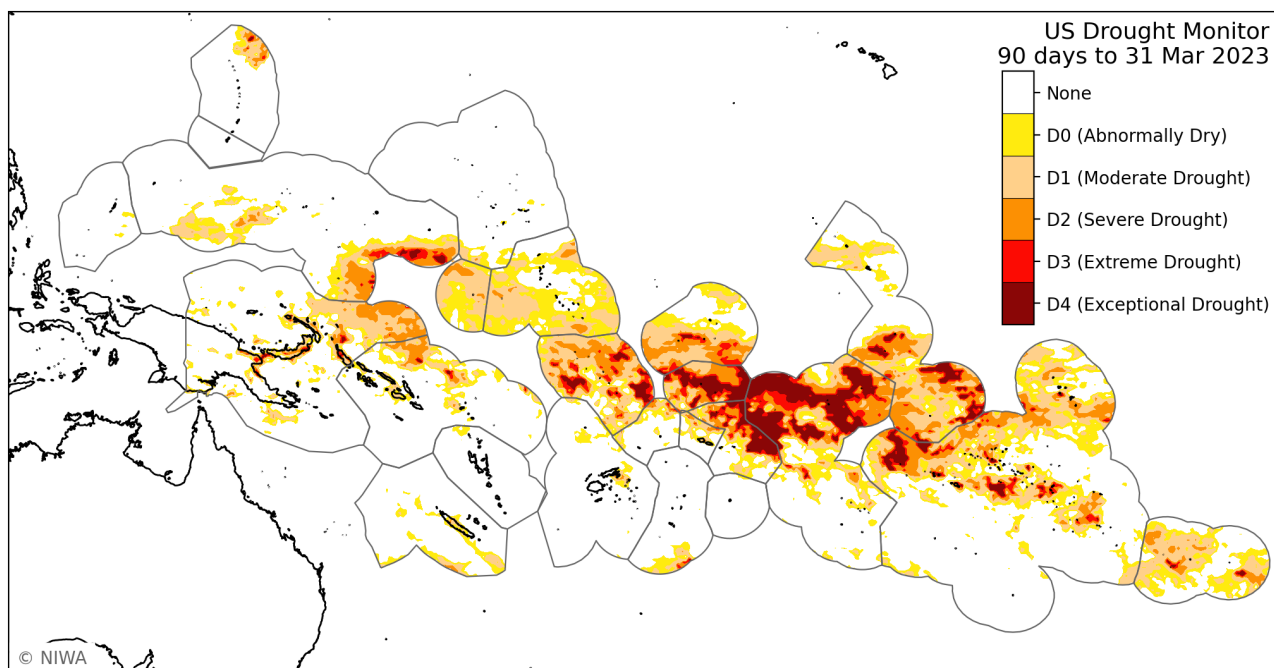 US Drought Monitor
90 days to 31 Mar 2023
None
D0 (Abnormally Dry)
D1 (Moderate Drought)
D2 (Severe Drought)
D3 (Extreme Drought)
D4 (Exceptional Drought)
© NIWA